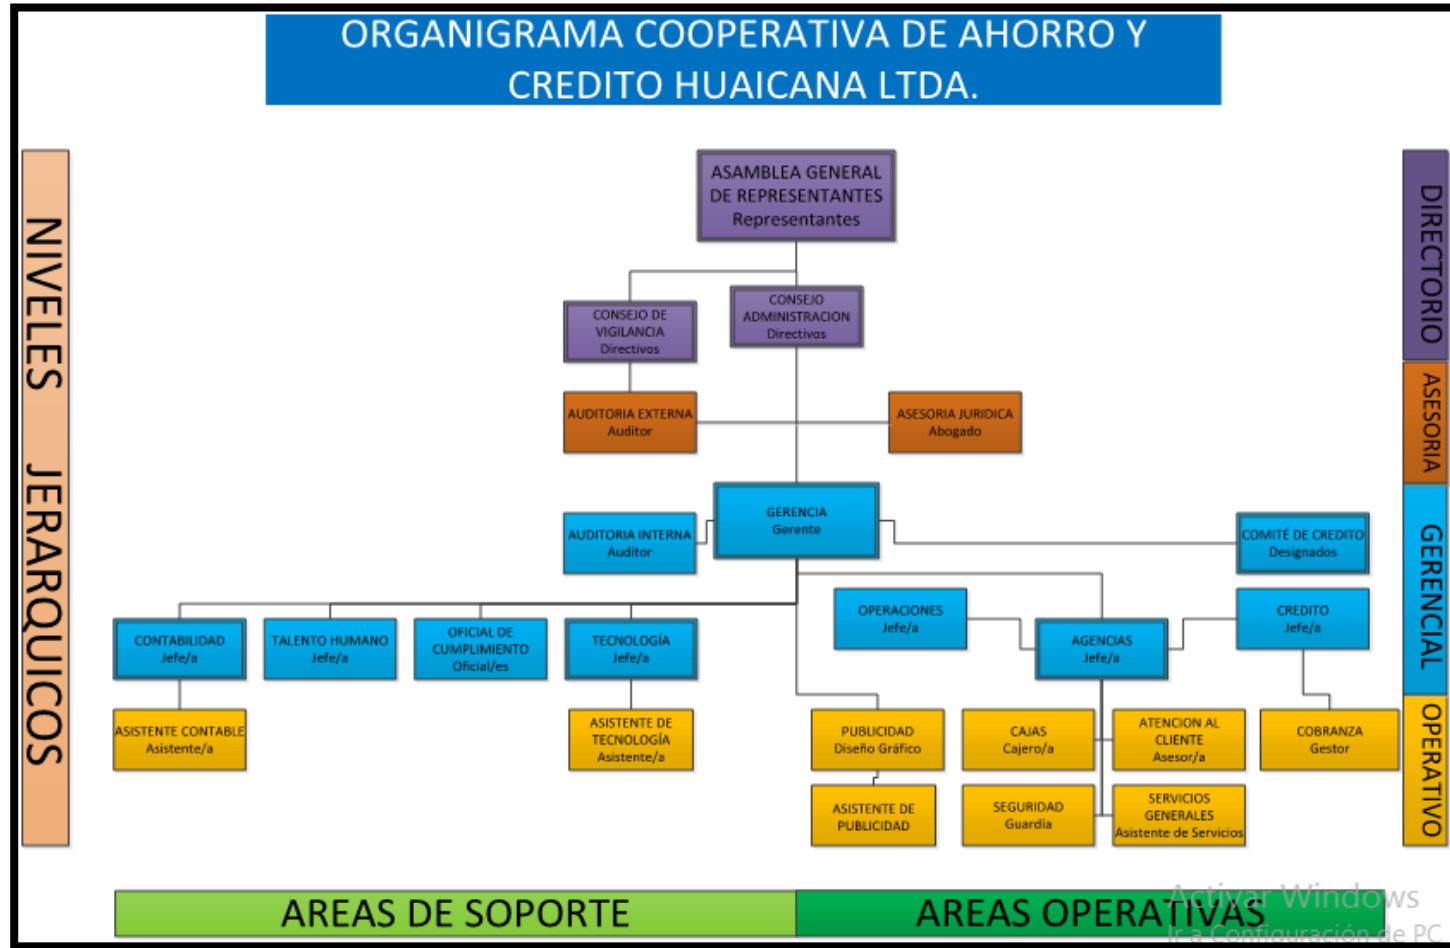 ORGANIGRAMA COOPERATIVA DE AHORRO Y
CREDITO HUAICANA LTDA.
NIVELES JERARQUICOS
DIRECTORIO
ASESORIA
GERENCIAL
OPERATIVO
ASAMBLEA GENERAL
DE REPRESENTANTES
Representantes
CONSEJO DE
VIGILANCIA
Directivos
CONSEJO
ADMINISTRACION
Directivos
AUDITORIA EXTERNA
Auditor
ASESORIA JURIDICA
Abogado
GERENCIA
Gerente
AUDITORIA INTERNA
Auditor
COMITÉ DE CREDITO
Designados
OPERACIONES
Jefe/a
CREDITO
Jefe/a
CONTABILIDAD
Jefe/a
TALENTO HUMANO
Jefe/a
OFICIAL DE
CUMPLIMIENTO
Oficial/es
TECNOLOGÍA
Jefe/a
AGENCIAS
Jefe/a
ASISTENTE CONTABLE
Asistente/a
ASISTENTE DE
TECNOLOGÍA
Asistente/a
PUBLICIDAD
Diseño Gráfico
CAJAS
Cajero/a
ATENCION AL
CLIENTE
Asesor/a
COBRANZA
Gestor
ASISTENTE DE
PUBLICIDAD
SEGURIDAD
Guardia
SERVICIOS
GENERALES
Asistente de Servicios
AREAS DE SOPORTE
AREAS OPERATIVAS
Activar Windows
Ir a Configuración de PC